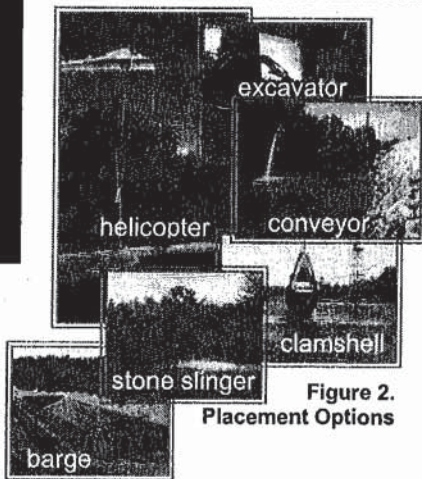 excavator
helicopter
conveyor
clamshell
stone slinger
Figure 2.
Placement Options
barge